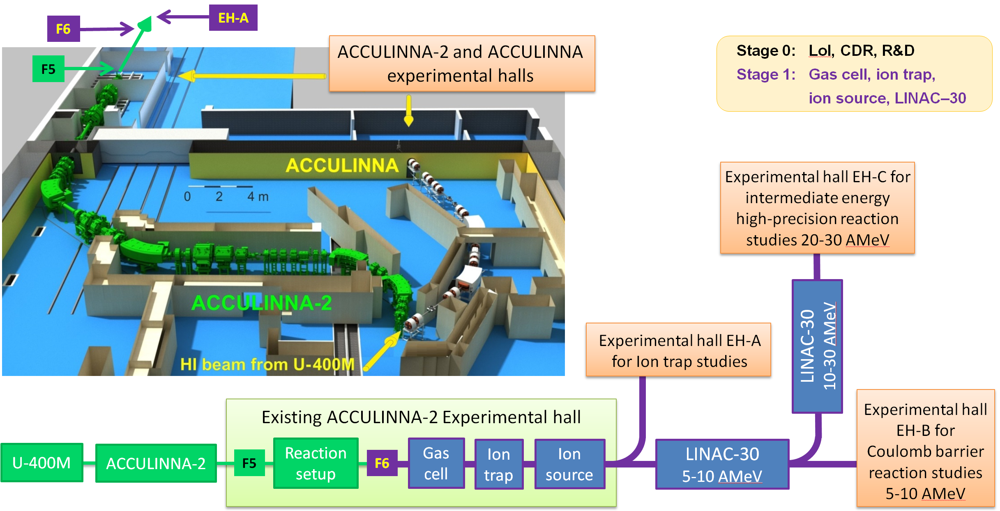 F6
EH-A
F5
ACCULINNA-2 and ACCULINNA
experimental halls
Stage 0: LoI, CDR, R&D
Stage 1: Gas cell, ion trap,
ion source, LINAC–30
ACCULINNA
0 2 4 m
ACCULINNA-2
HI beam from U-400M
Experimental hall EH-C for
intermediate energy
high-precision reaction
studies 20-30 AMeV
LINAC-30
10-30 AMeV
Experimental hall EH-A
for Ion trap studies
Existing ACCULINNA-2 Experimental hall
U-400M
ACCULINNA-2
F5
Reaction
setup
F6
Gas
cell
Ion
trap
Ion
source
LINAC-30
5-10 AMeV
Experimental hall
EH-B for
Coulomb barrier
reaction studies
5-10 AMeV